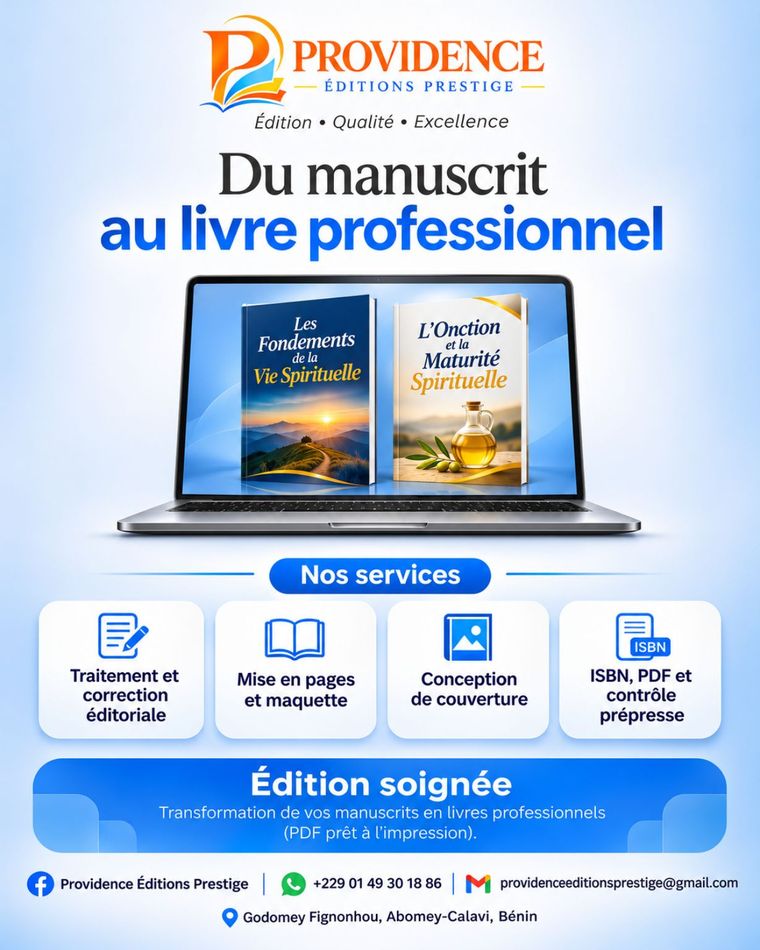 PROVIDENCE
ÉDITIONS PRESTIGE
Édition • Qualité • Excellence
Du manuscrit
au livre professionnel
Les
Fondements
de la
Vie Spirituelle
L'Onction
et la
Maturité
Spirituelle
Nos services
Traitement et
correction
éditoriale
Mise en pages
et maquette
Conception
de couverture
ISBN
ISBN, PDF et
contrôle
prépresse
Édition soignée
Transformation de vos manuscrits en livres professionnels
(PDF prêt à l'impression).
Providence Éditions Prestige
+229 01 49 30 18 86
providenceeditionsprestige@gmail.com
Godomey Fignonhou, Abomey-Calavi, Bénin